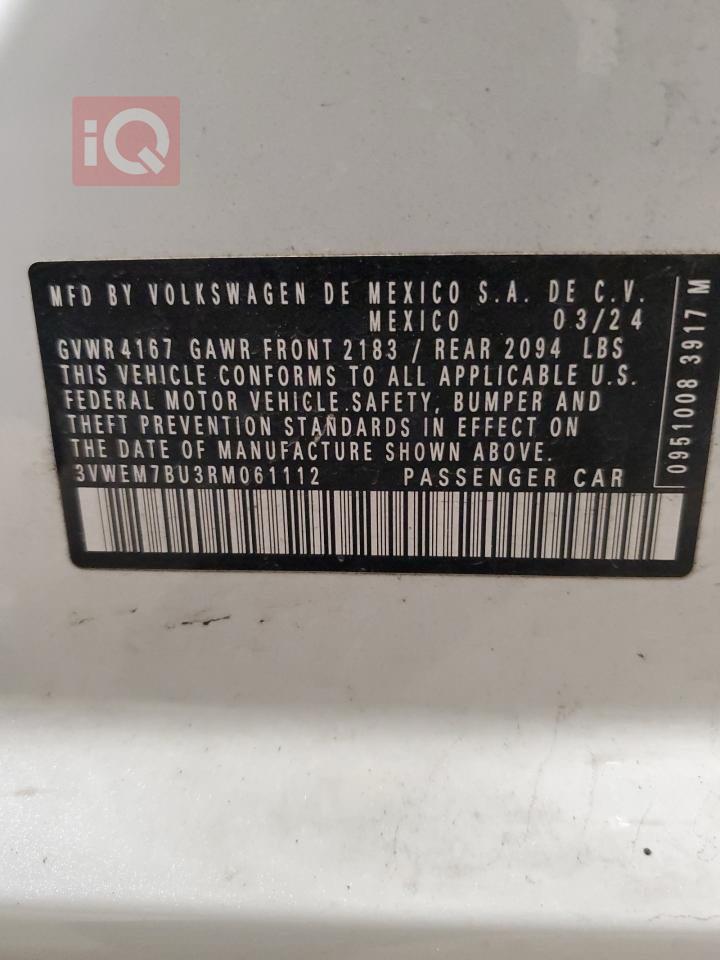 iQ
MFD BY VOLKSWAGEN DE MEXICO S.A. DE C.V.
MEXICO 03/24
GVWR 4167 GAWR FRONT 2183 / REAR 2094 LBS
THIS VEHICLE CONFORMS TO ALL APPLICABLE U.S.
FEDERAL MOTOR VEHICLE SAFETY, BUMPER AND
THEFT PREVENTION STANDARDS IN EFFECT ON
THE DATE OF MANUFACTURE SHOWN ABOVE.
3VWEM7BU3RM061112 PASSENGER CAR
0951008 3917 M